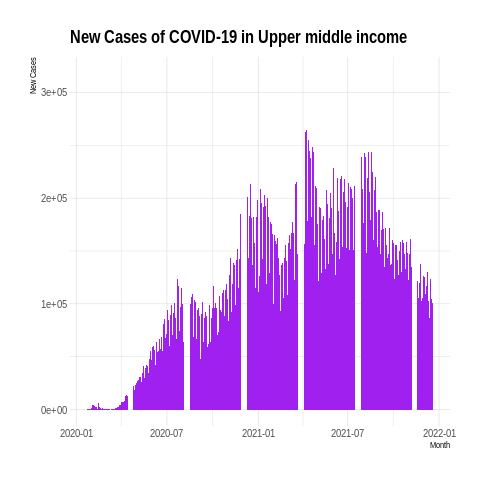 New Cases of COVID-19 in Upper middle income
New Cases
3e+05
2e+05
1e+05
0e+00
2020-01 2020-07 2021-01 2021-07 2022-01
Month